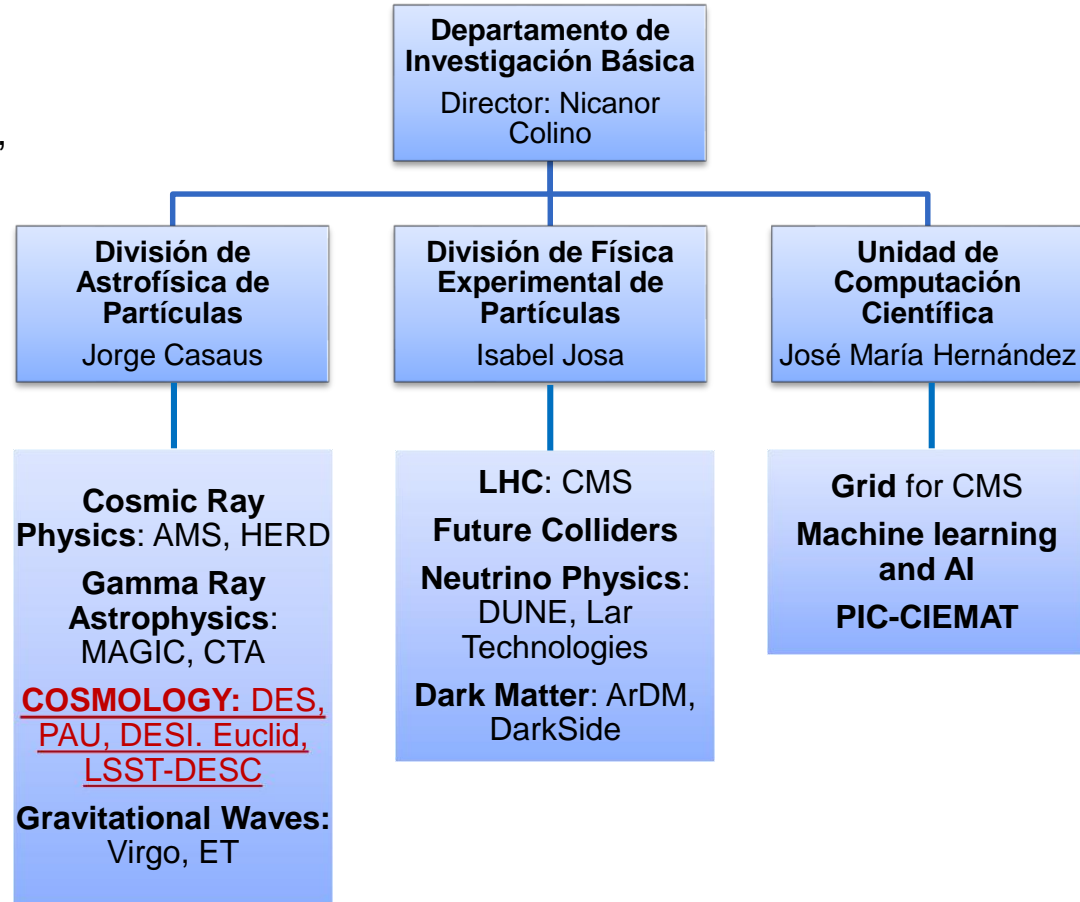 Departamento de
Investigación Básica
Director: Nicanor
Colino
,
División de
Astrofísica de
Partículas
Jorge Casaus
División de Física
Experimental de
Partículas
Isabel Josa
Unidad de
Computación
Científica
José María Hernández
Cosmic Ray
Physics: AMS, HERD
Gamma Ray
Astrophysics:
MAGIC, CTA
COSMOLOGY: DES,
PAU, DESI. Euclid,
LSST-DESC
Gravitational Waves:
Virgo, ET
LHC: CMS
Future Colliders
Neutrino Physics:
DUNE, Lar
Technologies
Dark Matter: ArDM,
DarkSide
Grid for CMS
Machine learning
and AI
PIC-CIEMAT